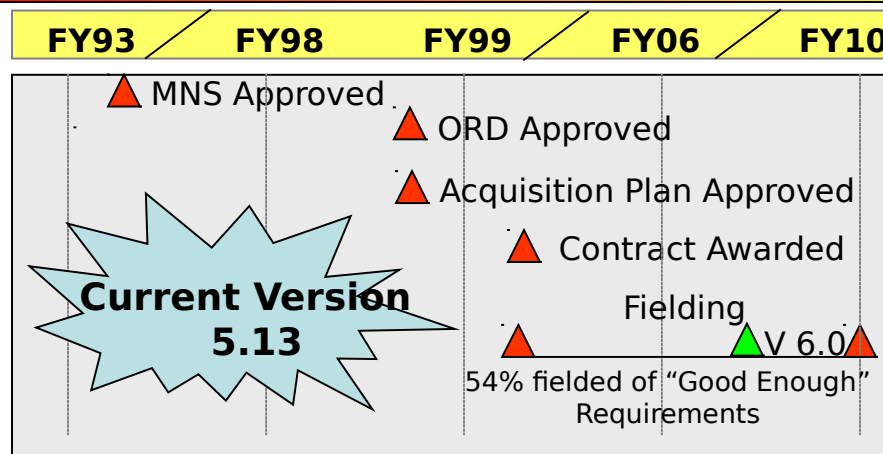 FY93 FY98 FY99 FY06 FY10
MNS Approved
ORD Approved
Acquisition Plan Approved
Contract Awarded
Current Version
5.13
Fielding
V 6.0
54% fielded of “Good Enough”
Requirements